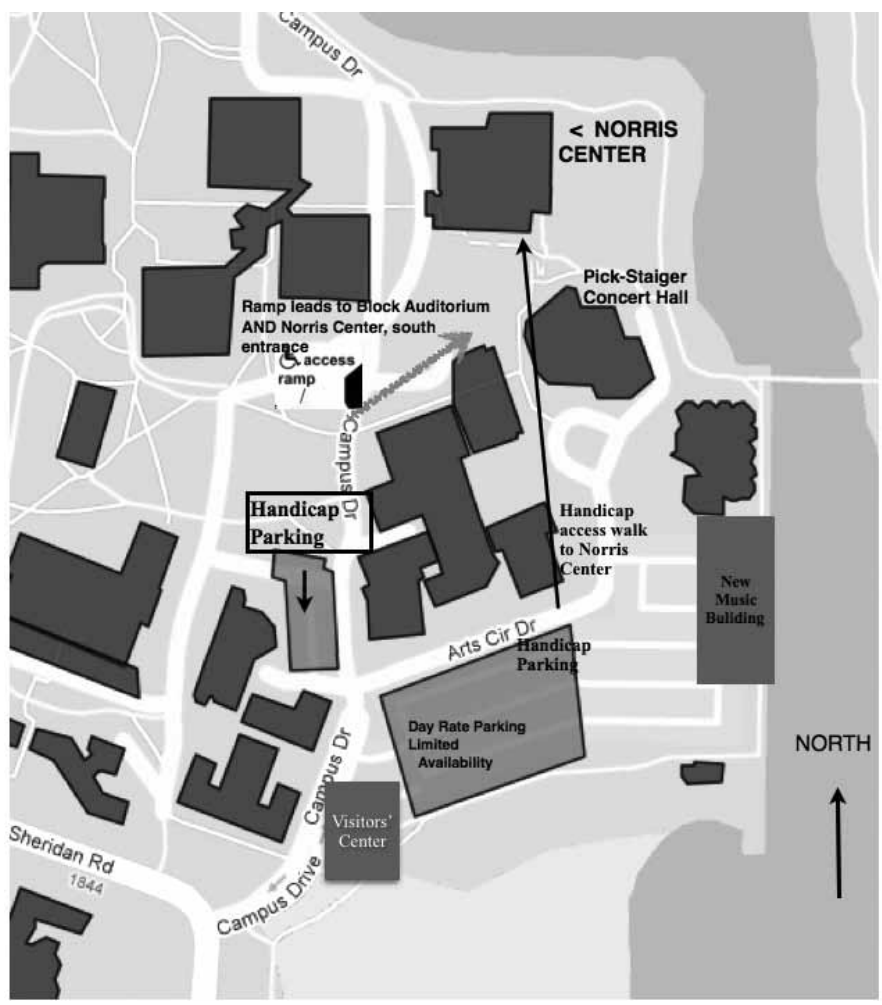 Campus Dr
< NORRIS
CENTER
Pick-Staiger
Concert Hall
Ramp leads to Block Auditorium
AND Norris Center, south
entrance
access
ramp
Campus Dr
Handicap
Parking
Handicap
access walk
to Norris
Center
New
Music
Buliding
Arts Cir Dr
Handicap
Parking
Day Rate Parking
Limited
Availability
NORTH
Campus Dr
Visitors'
Center
Sheridan Rd
1844
Campus Drive